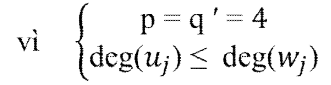 p = q ' = 4
vì
deg(u_j) ≤ deg(w_j)